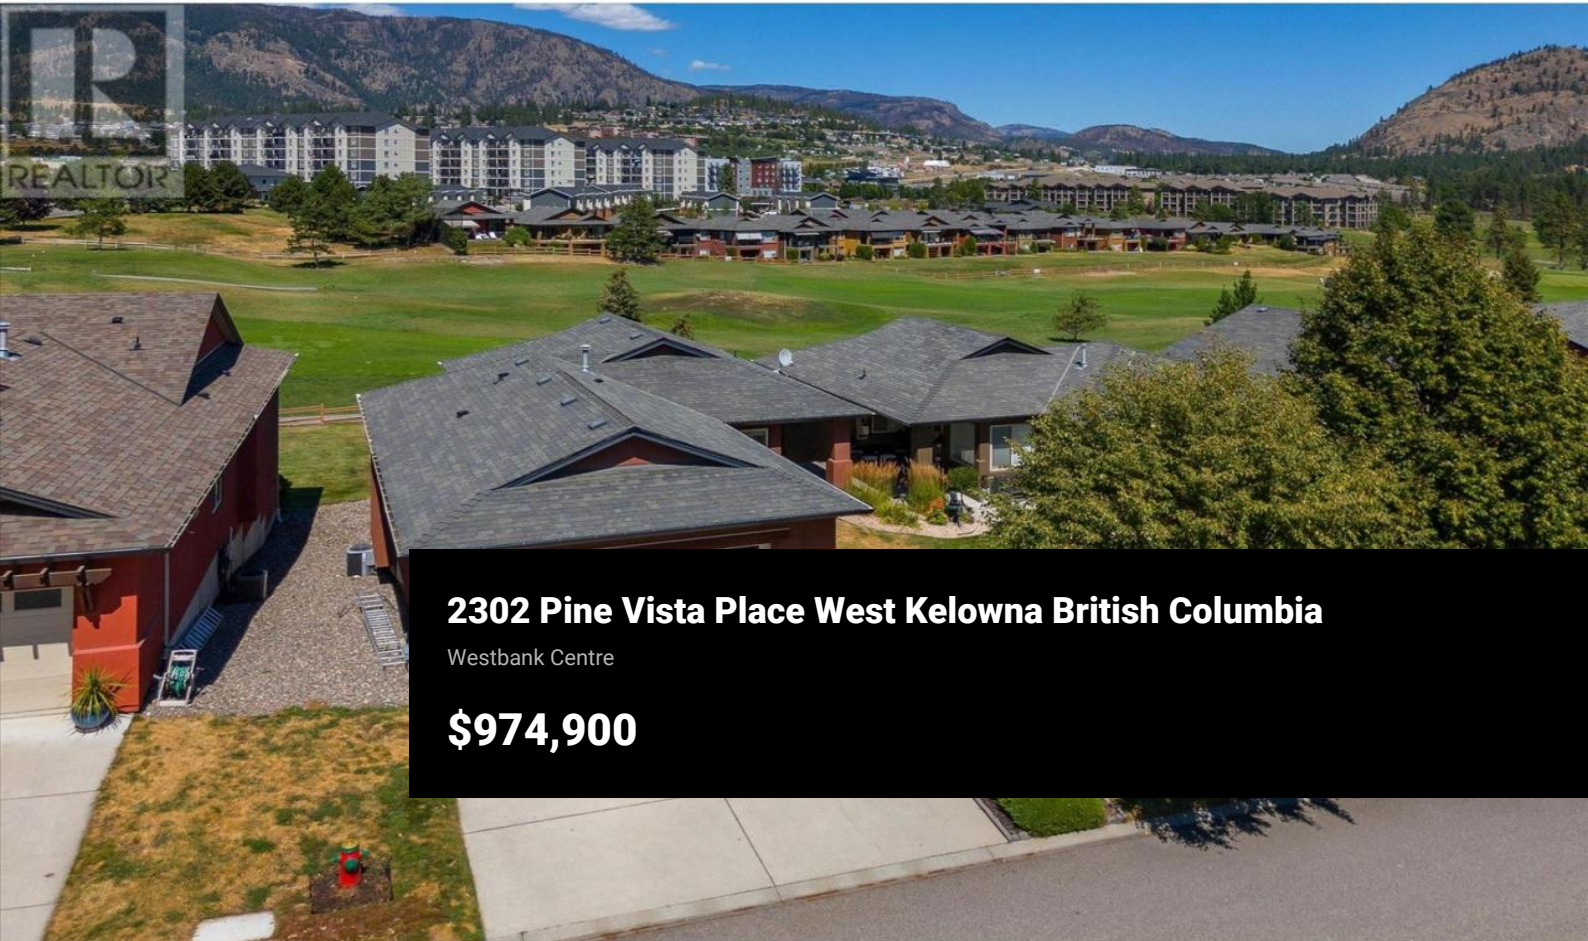 R
REALTOR®
2302 Pine Vista Place West Kelowna British Columbia
Westbank Centre
$974,900